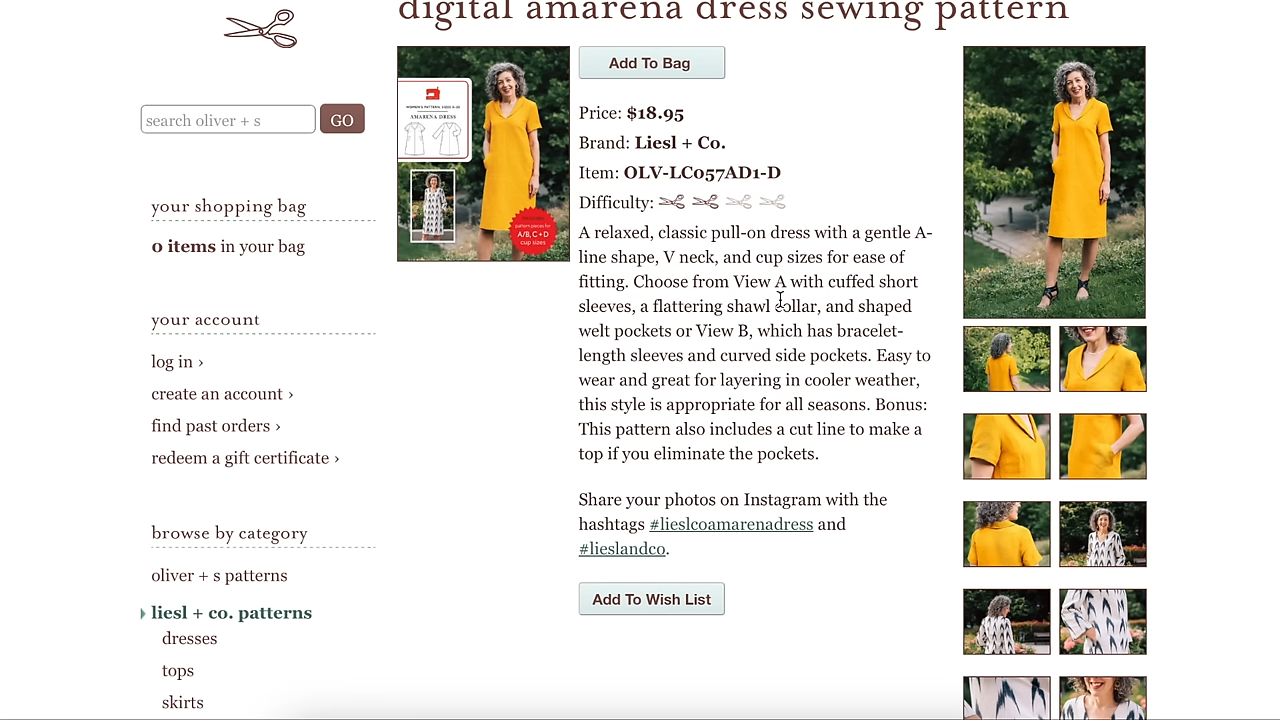 digital amarena dress sewing pattern
search oliver + s
GO
your shopping bag
0 items in your bag
your account
log in ›
create an account ›
find past orders ›
redeem a gift certificate ›
browse by category
oliver + s patterns
liesl + co. patterns
dresses
tops
skirts
AMARENA DRESS
A/B, C + D
cup sizes
Add To Bag
Price: $18.95
Brand: Liesl + Co.
Item: OLV-LC057AD1-D
Difficulty:
A relaxed, classic pull-on dress with a gentle A-
line shape, V neck, and cup sizes for ease of
fitting. Choose from View A with cuffed short
sleeves, a flattering shawl collar, and shaped
welt pockets or View B, which has bracelet-
length sleeves and curved side pockets. Easy to
wear and great for layering in cooler weather,
this style is appropriate for all seasons. Bonus:
This pattern also includes a cut line to make a
top if you eliminate the pockets.
Share your photos on Instagram with the
hashtags #lieslcoamarenadress and
#lieslandco.
Add To Wish List